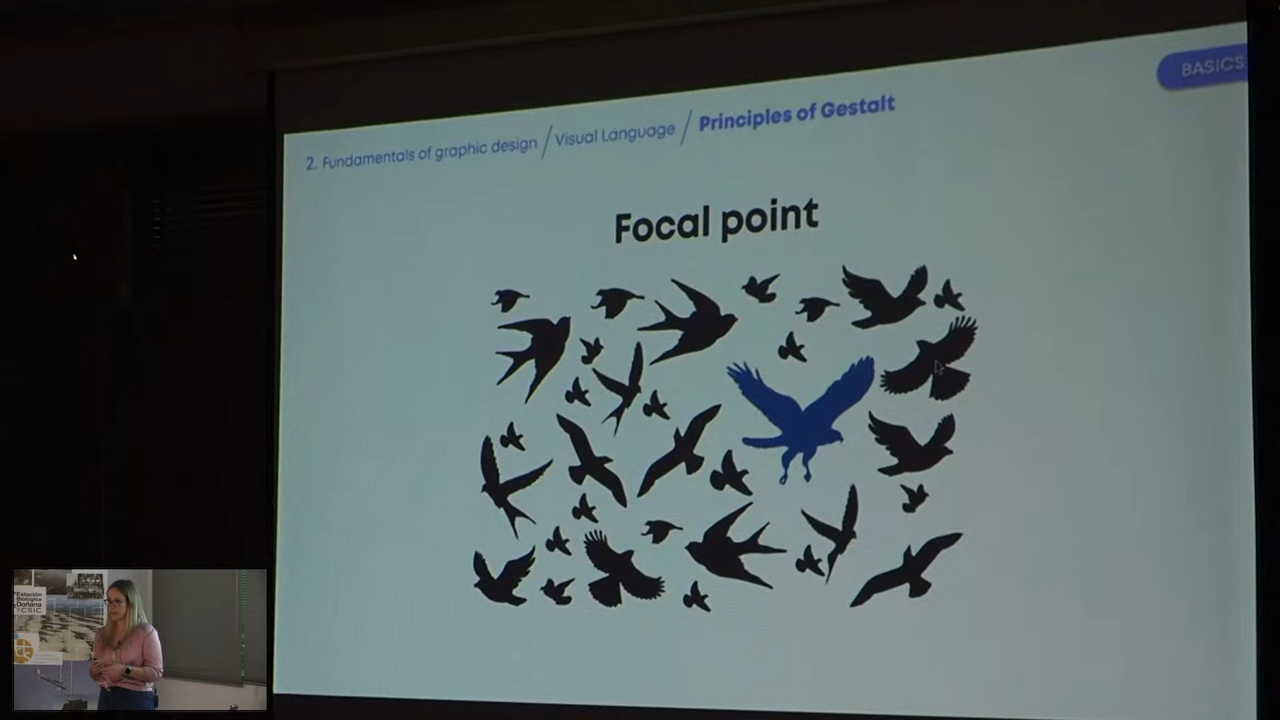 BASICS
2. Fundamentals of graphic design / Visual Language / Principles of Gestalt
Focal point
Estación
Biológica
Doñana
CSIC